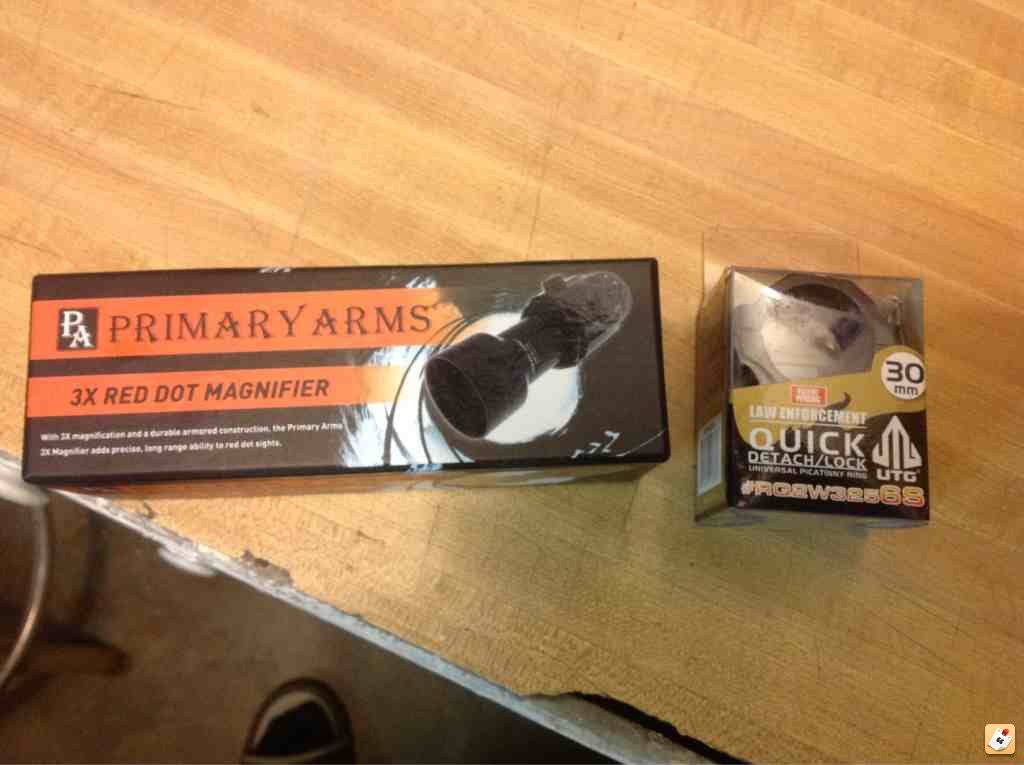 PA PRIMARY ARMS
3X RED DOT MAGNIFIER
With 3X magnification and a durable armored construction, the Primary Arms
3X Magnifier adds precise, long range ability to red dot sights.
30
mm
LAW ENFORCEMENT
QUICK
DETACH/LOCK
UNIVERSAL PICATINNY RING
UTG
#RG2W32568